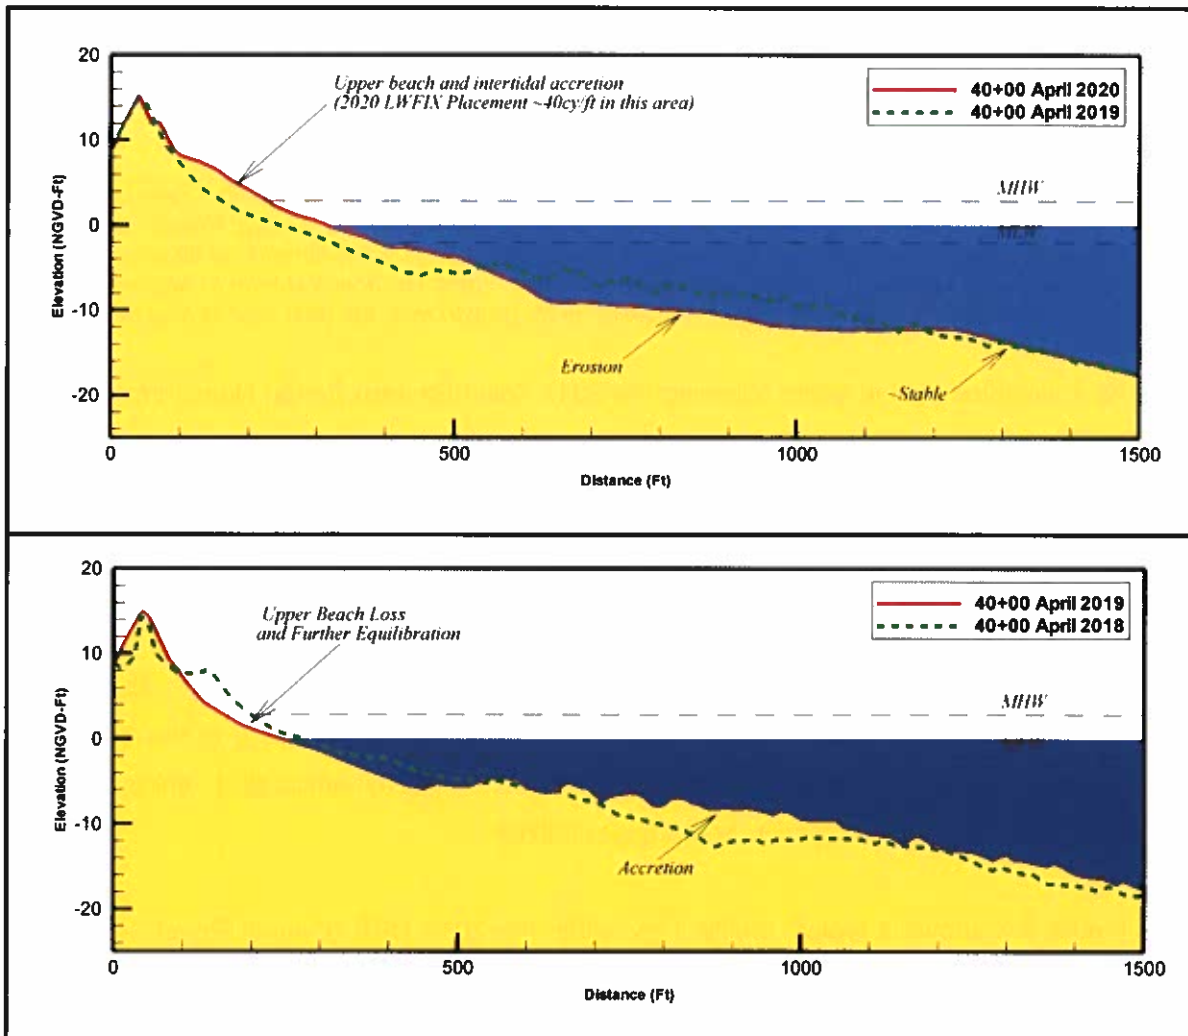 20
10
0
-10
-20
Elevation (NGVD-Ft)
Upper beach and intertidal accretion
(2020 LWFIX Placement ~40cy/ft in this area)
40+00 April 2020
40+00 April 2019
MHW
MLW
Erosion
~Stable
0
500
1000
1500
Distance (Ft)
20
10
0
-10
-20
Elevation (NGVD-Ft)
Upper Beach Loss
and Further Equilibration
40+00 April 2019
40+00 April 2018
MHW
Accretion
0
500
1000
1500
Distance (Ft)